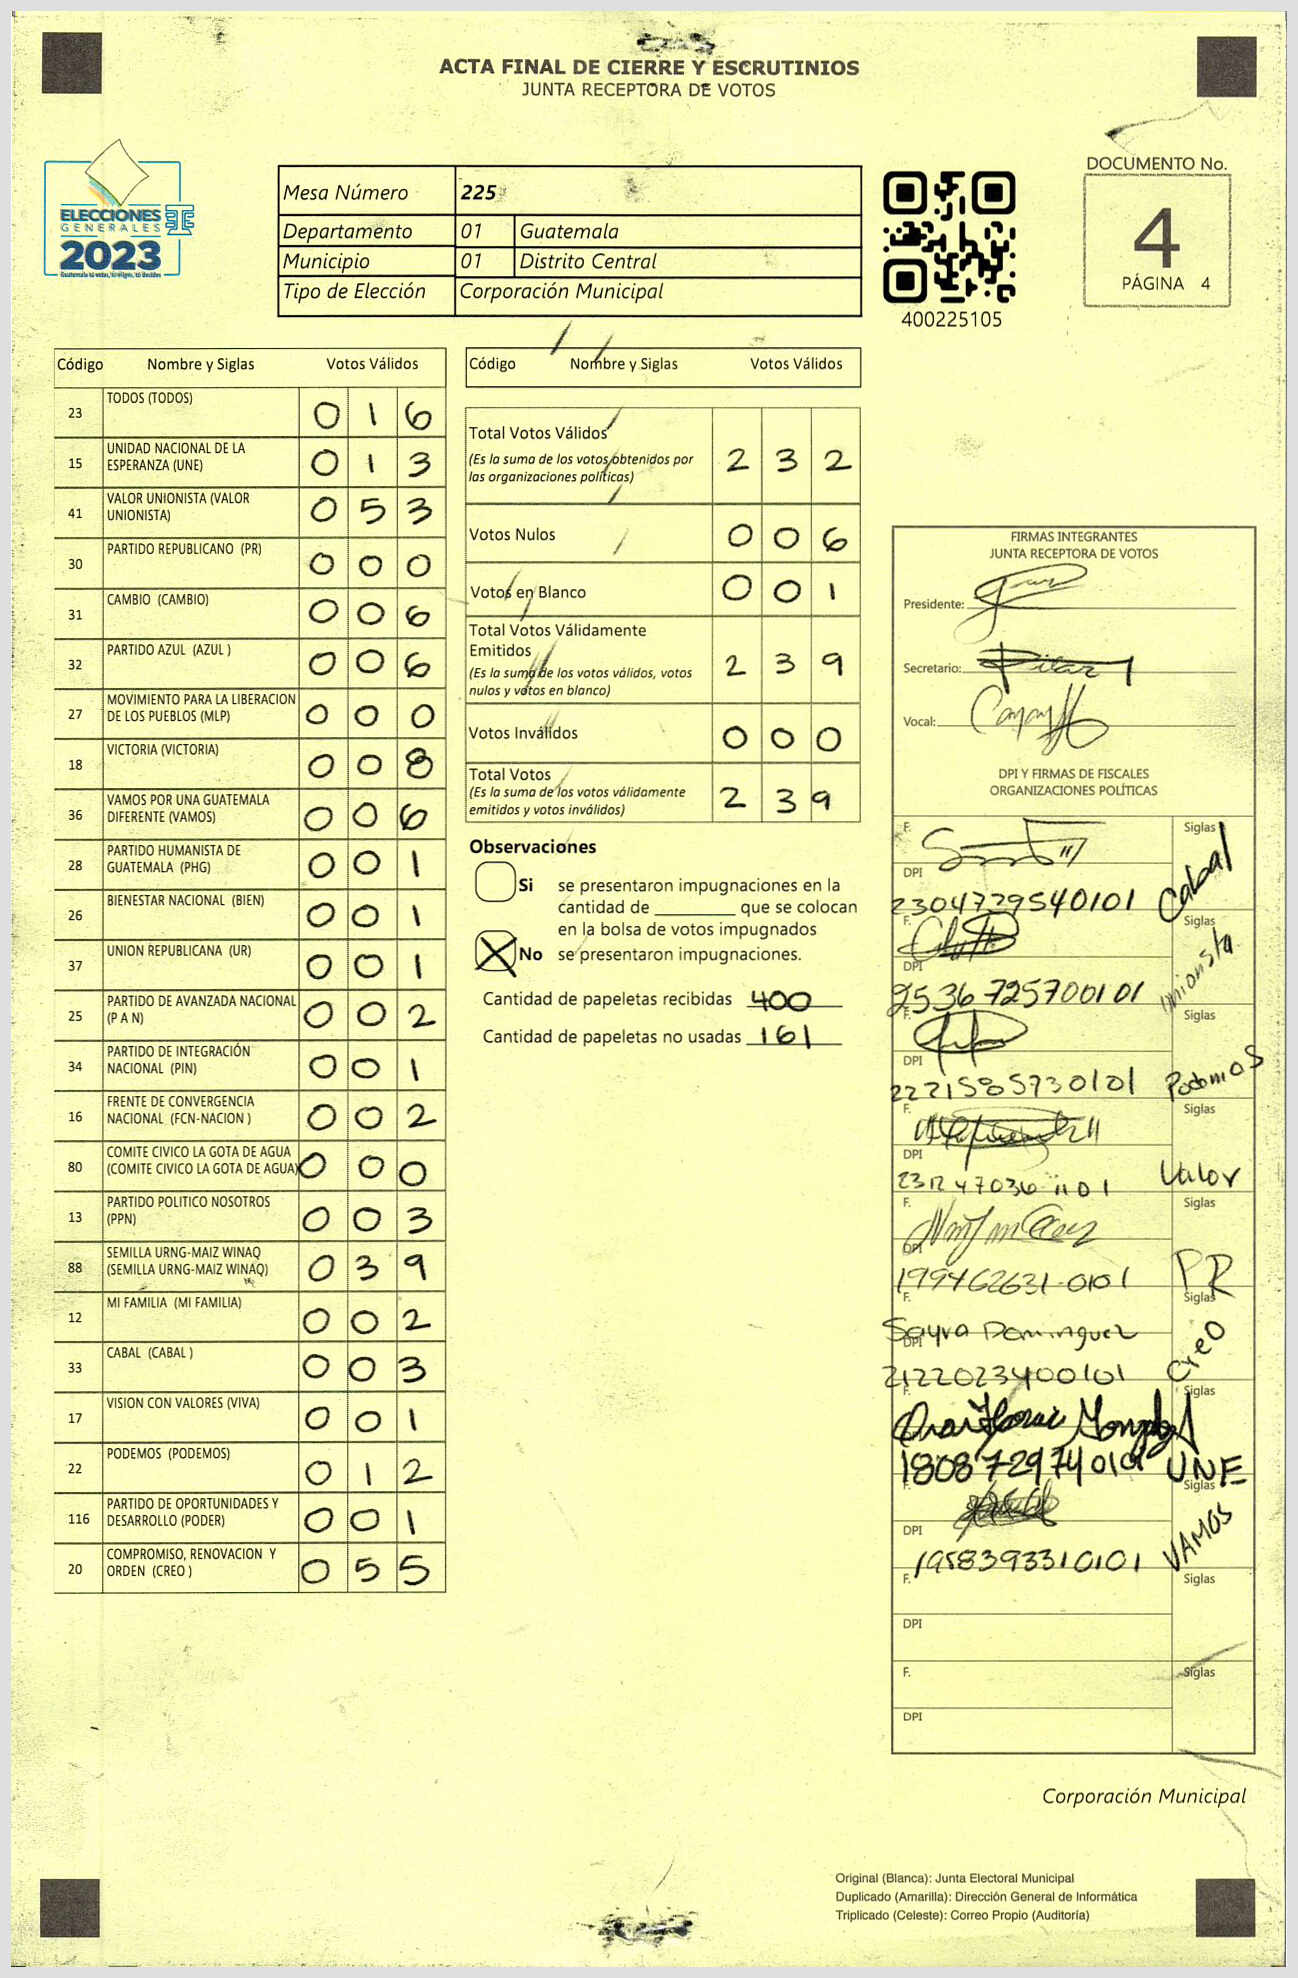 ACTA FINAL DE CIERRE Y ESCRUTINIOS
JUNTA RECEPTORA DE VOTOS
ELECCIONES
GENERALES
2023
Mesa Número 225
Departamento 01 Guatemala
Municipio 01 Distrito Central
Tipo de Elección Corporación Municipal
400225105
DOCUMENTO No.
4
PÁGINA 4
Código Nombre y Siglas Votos Válidos
23 TODOS (TODOS) 0 1 6
15 UNIDAD NACIONAL DE LA
ESPERANZA (UNE) 0 1 3
41 VALOR UNIONISTA (VALOR
UNIONISTA) 0 5 3
30 PARTIDO REPUBLICANO (PR) 0 0 0
31 CAMBIO (CAMBIO) 0 0 6
32 PARTIDO AZUL (AZUL ) 0 0 6
27 MOVIMIENTO PARA LA LIBERACION
DE LOS PUEBLOS (MLP) 0 0 0
18 VICTORIA (VICTORIA) 0 0 8
36 VAMOS POR UNA GUATEMALA
DIFERENTE (VAMOS) 0 0 6
28 PARTIDO HUMANISTA DE
GUATEMALA (PHG) 0 0 1
26 BIENESTAR NACIONAL (BIEN) 0 0 1
37 UNION REPUBLICANA (UR) 0 0 1
25 PARTIDO DE AVANZADA NACIONAL
(P A N) 0 0 2
34 PARTIDO DE INTEGRACIÓN
NACIONAL (PIN) 0 0 1
16 FRENTE DE CONVERGENCIA
NACIONAL (FCN-NACION ) 0 0 2
80 COMITE CIVICO LA GOTA DE AGUA
(COMITE CIVICO LA GOTA DE AGUA) 0 0 0
13 PARTIDO POLITICO NOSOTROS
(PPN) 0 0 3
88 SEMILLA URNG-MAIZ WINAQ
(SEMILLA URNG-MAIZ WINAQ) 0 3 9
12 MI FAMILIA (MI FAMILIA) 0 0 2
33 CABAL (CABAL ) 0 0 3
17 VISION CON VALORES (VIVA) 0 0 1
22 PODEMOS (PODEMOS) 0 1 2
116 PARTIDO DE OPORTUNIDADES Y
DESARROLLO (PODER) 0 0 1
20 COMPROMISO, RENOVACION Y
ORDEN (CREO ) 0 5 5
Código Nombre y Siglas Votos Válidos
Total Votos Válidos
(Es la suma de los votos obtenidos por
las organizaciones políticas) 2 3 2
Votos Nulos 0 0 6
Votos en Blanco 0 0 1
Total Votos Válidamente
Emitidos
(Es la suma de los votos válidos, votos
nulos y votos en blanco) 2 3 9
Votos Inválidos 0 0 0
Total Votos
(Es la suma de los votos válidamente
emitidos y votos inválidos) 2 3 9
Observaciones
Si se presentaron impugnaciones en la
cantidad de ________ que se colocan
en la bolsa de votos impugnados
X No se presentaron impugnaciones.
Cantidad de papeletas recibidas 400
Cantidad de papeletas no usadas 161
FIRMAS INTEGRANTES
JUNTA RECEPTORA DE VOTOS
Presidente:
Secretario: Pilar
Vocal:
DPI Y FIRMAS DE FISCALES
ORGANIZACIONES POLÍTICAS
F. Siglas
DPI
2304729540101 Cabal
F. Siglas
DPI
2536725700101 unionista
F. Siglas
DPI
2221585730101 Podemos
F. Siglas
DPI
Valor
F. Siglas
DPI
199462631-0101 PR
F. Siglas
Sayra Dominguez
DPI
2122023400101 Creo
F. Siglas
1808729740101 UNE
F. Siglas
DPI
1958393310101 VAMOS
F. Siglas
DPI
F. Siglas
DPI
Corporación Municipal
Original (Blanca): Junta Electoral Municipal
Duplicado (Amarilla): Dirección General de Informática
Triplicado (Celeste): Correo Propio (Auditoría)